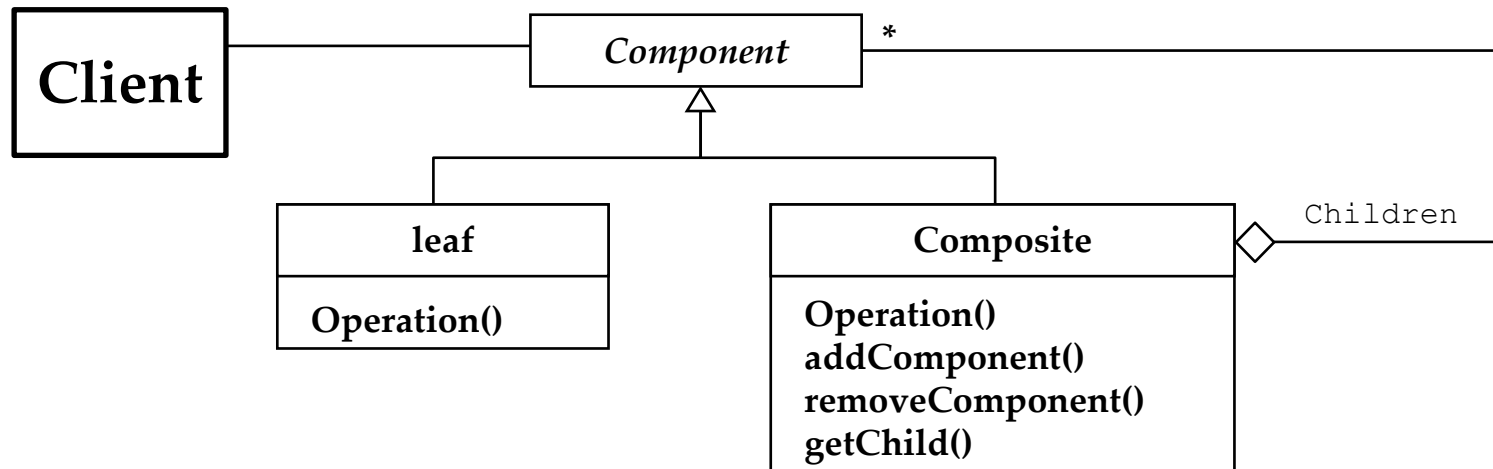 Client
Component
*
leaf
Operation()
Composite
Children
Operation()
addComponent()
removeComponent()
getChild()